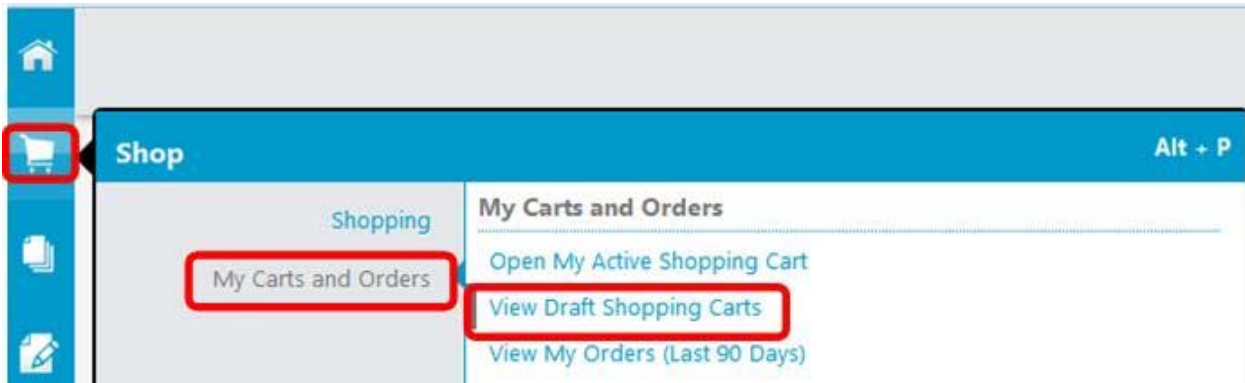 Shop
Alt + P
Shopping
My Carts and Orders
My Carts and Orders
Open My Active Shopping Cart
View Draft Shopping Carts
View My Orders (Last 90 Days)